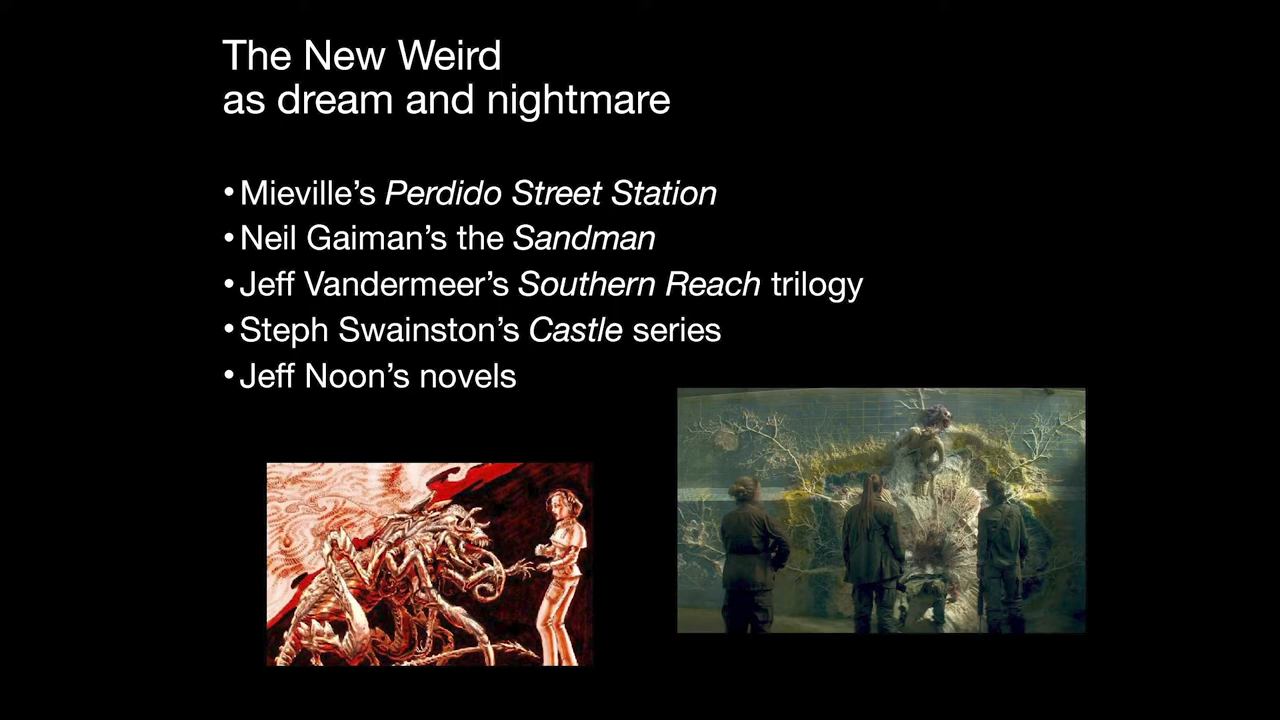 The New Weird
as dream and nightmare
•Mieville’s Perdido Street Station
•Neil Gaiman’s the Sandman
•Jeff Vandermeer’s Southern Reach trilogy
•Steph Swainston’s Castle series
•Jeff Noon’s novels